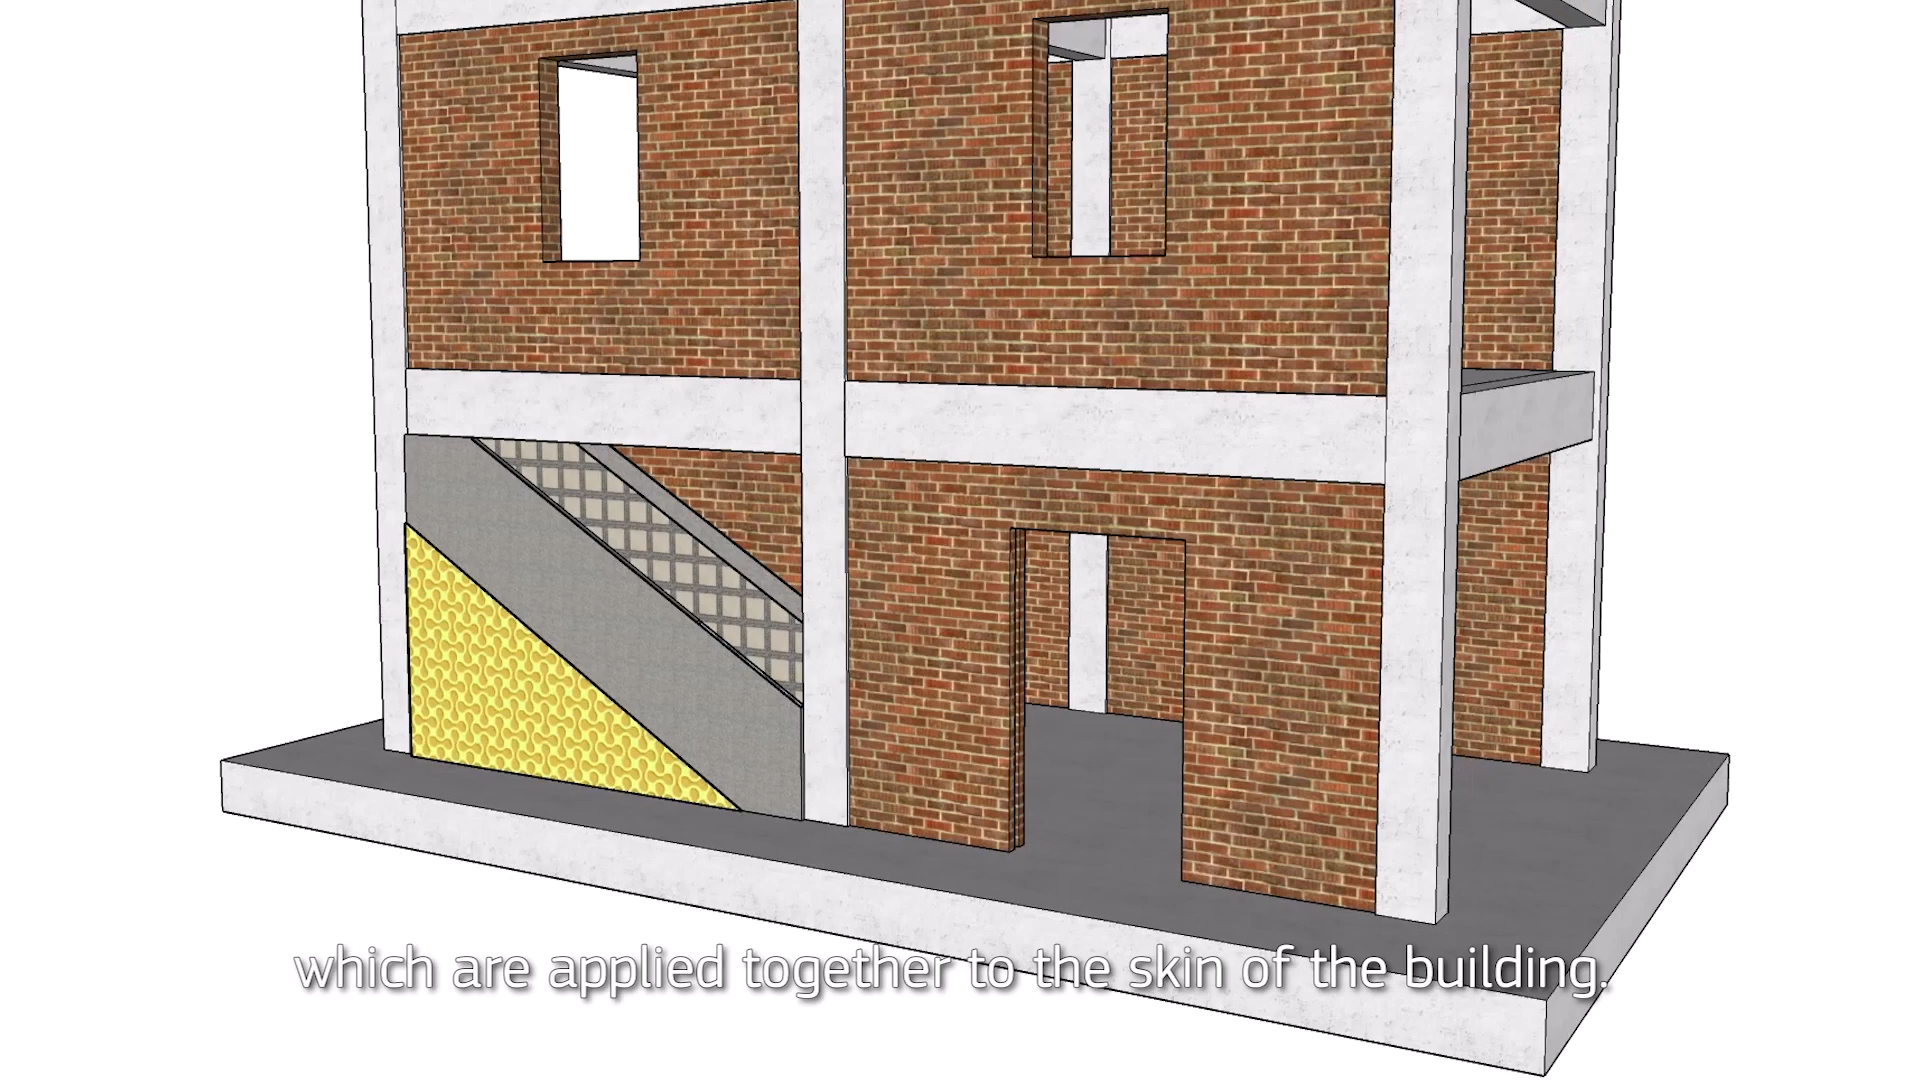 which are applied together to the skin of the building.